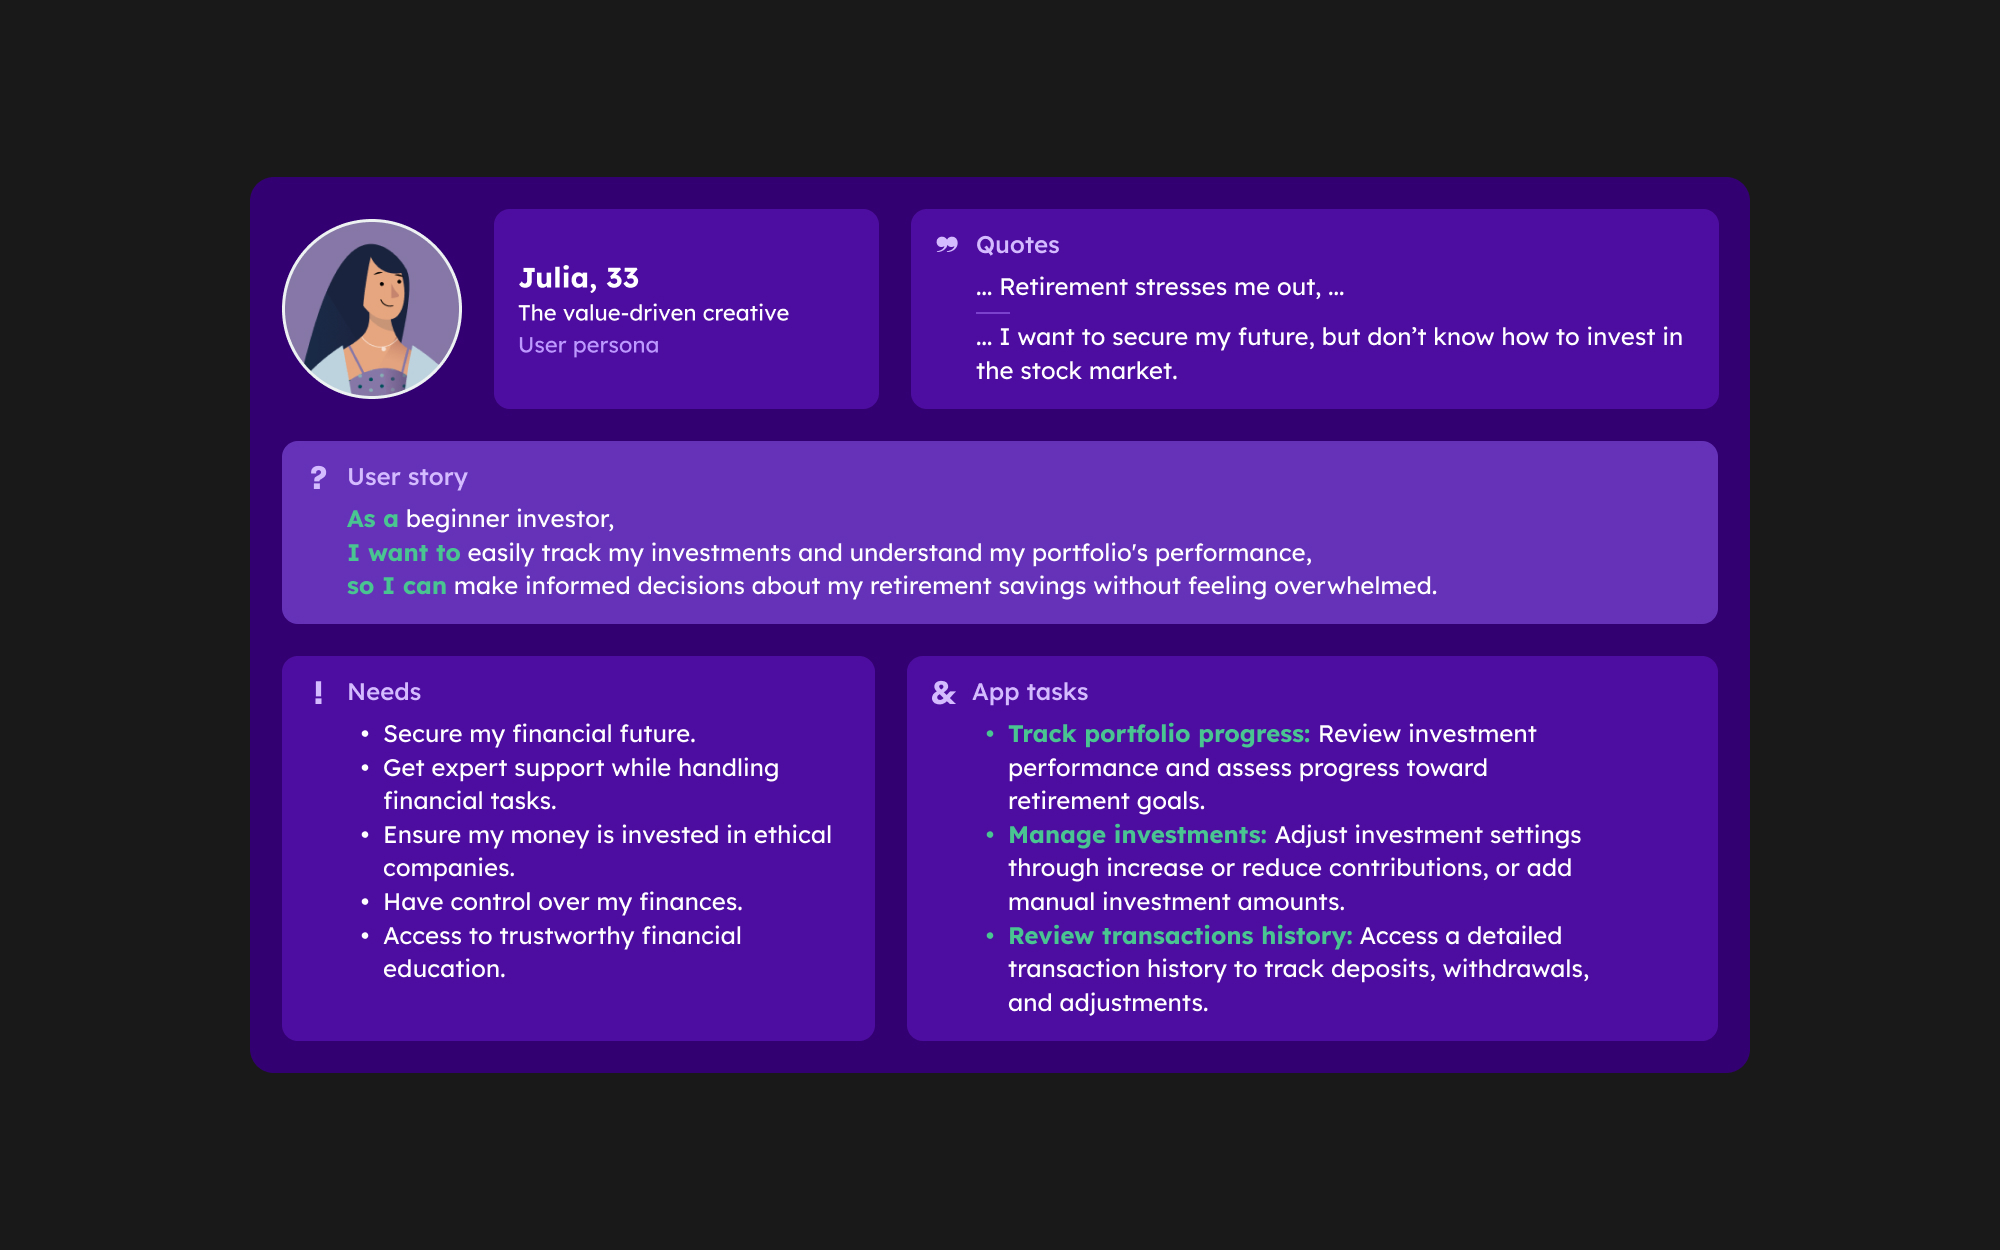 Julia, 33
The value-driven creative
User persona
❞ Quotes
... Retirement stresses me out, ...
... I want to secure my future, but don’t know how to invest in
the stock market.
? User story
As a beginner investor,
I want to easily track my investments and understand my portfolio's performance,
so I can make informed decisions about my retirement savings without feeling overwhelmed.
! Needs
• Secure my financial future.
• Get expert support while handling
financial tasks.
• Ensure my money is invested in ethical
companies.
• Have control over my finances.
• Access to trustworthy financial
education.
& App tasks
• Track portfolio progress: Review investment
performance and assess progress toward
retirement goals.
• Manage investments: Adjust investment settings
through increase or reduce contributions, or add
manual investment amounts.
• Review transactions history: Access a detailed
transaction history to track deposits, withdrawals,
and adjustments.